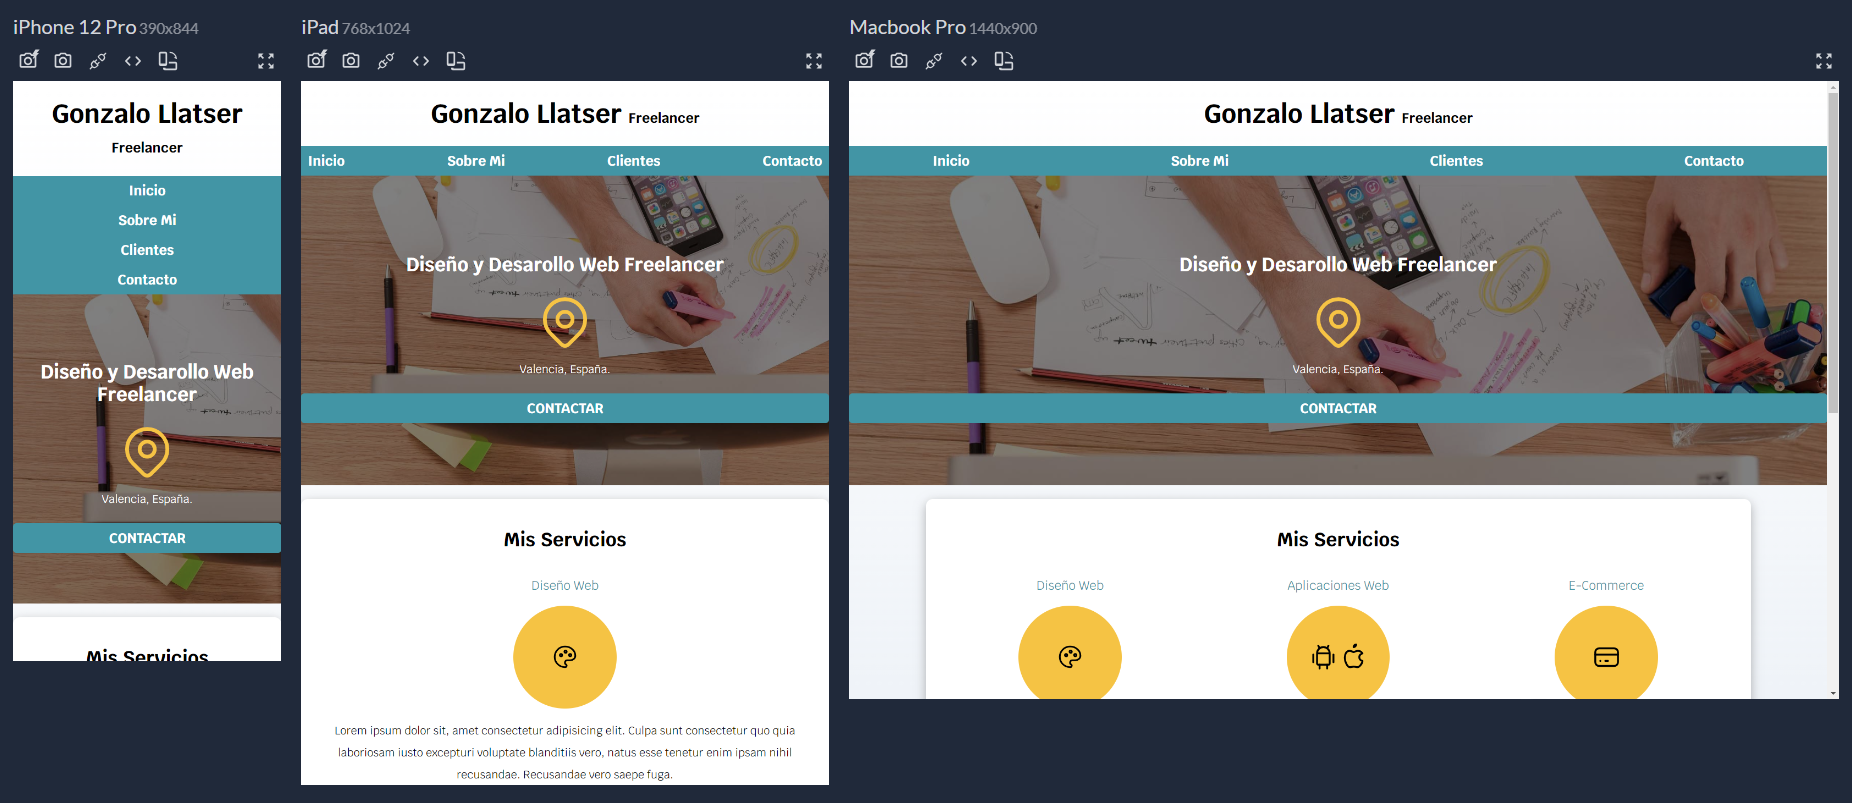 iPhone 12 Pro 390x844
Gonzalo Llatser
Freelancer
Inicio
Sobre Mi
Clientes
Contacto
Diseño y Desarollo Web
Freelancer
Valencia, España.
CONTACTAR
Mis Servicios
iPad 768x1024
Gonzalo Llatser Freelancer
Inicio Sobre Mi Clientes Contacto
Diseño y Desarollo Web Freelancer
Valencia, España.
CONTACTAR
Mis Servicios
Diseño Web
Lorem ipsum dolor sit, amet consectetur adipisicing elit. Culpa sunt consectetur quo quia
laboriosam iusto excepturi voluptate blanditiis vero, natus esse tenetur enim ipsam nihil
recusandae. Recusandae vero saepe fuga.
Macbook Pro 1440x900
Gonzalo Llatser Freelancer
Inicio Sobre Mi Clientes Contacto
Diseño y Desarollo Web Freelancer
Valencia, España.
CONTACTAR
Mis Servicios
Diseño Web Aplicaciones Web E-Commerce